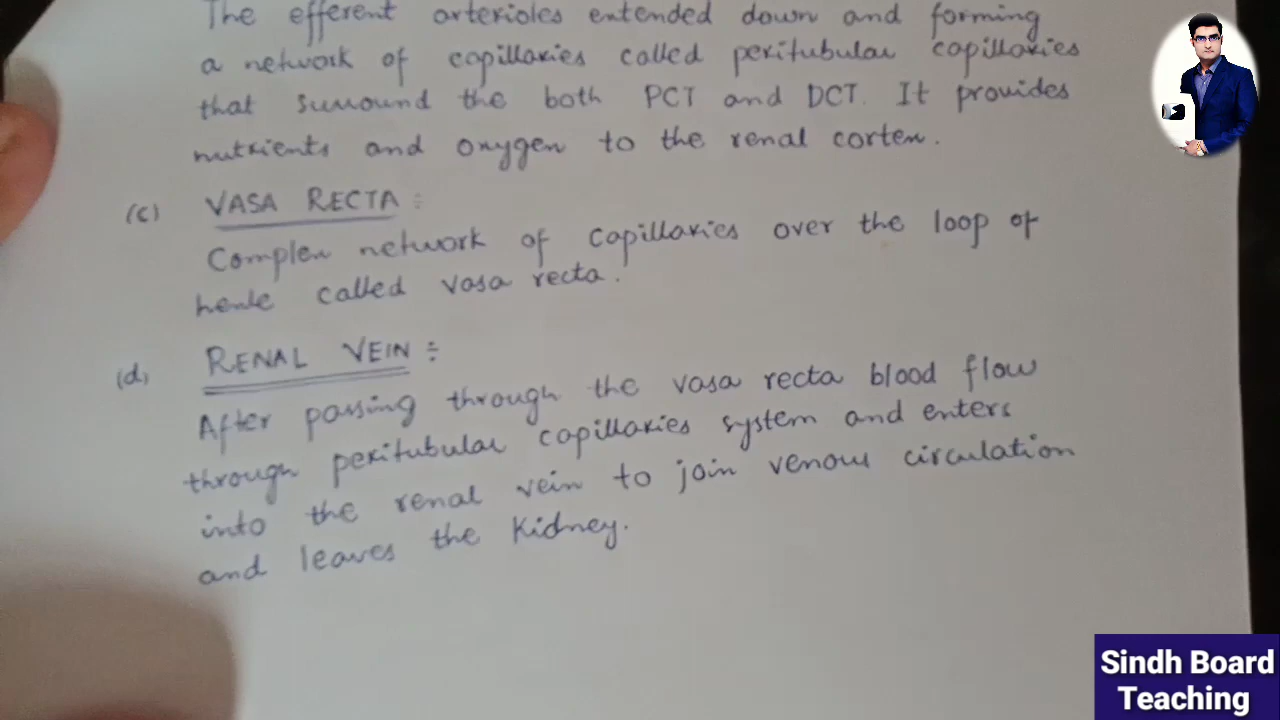 The efferent arterioles extended down and forming
a network of capillaries called peritubular capillaries
that surround the both PCT and DCT. It provides
nutrients and oxygen to the renal cortex.
(c) VASA RECTA :
Complex network of capillaries over the loop of
henle called vasa recta.
(d) RENAL VEIN ÷
After passing through the vasa recta blood flow
through peritubular capillaries system and enters
into the renal vein to join venous circulation
and leaves the kidney.
Sindh Board
Teaching